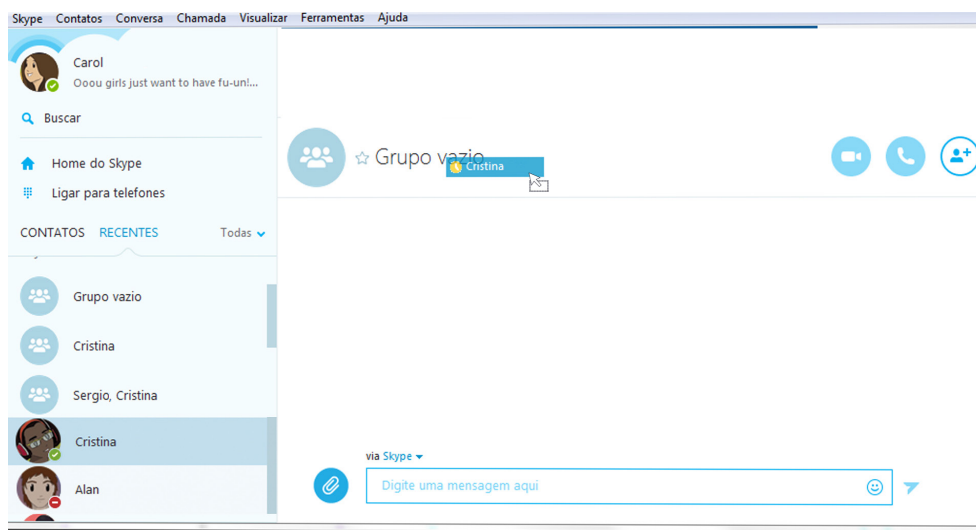 Skype Contatos Conversa Chamada Visualizar Ferramentas Ajuda
Carol
Ooou girls just want to have fu-un!...
Buscar
Home do Skype
Ligar para telefones
CONTATOS RECENTES Todas
Grupo vazio
Cristina
Sergio, Cristina
Cristina
Alan
Grupo vazio
Cristina
via Skype
Digite uma mensagem aqui